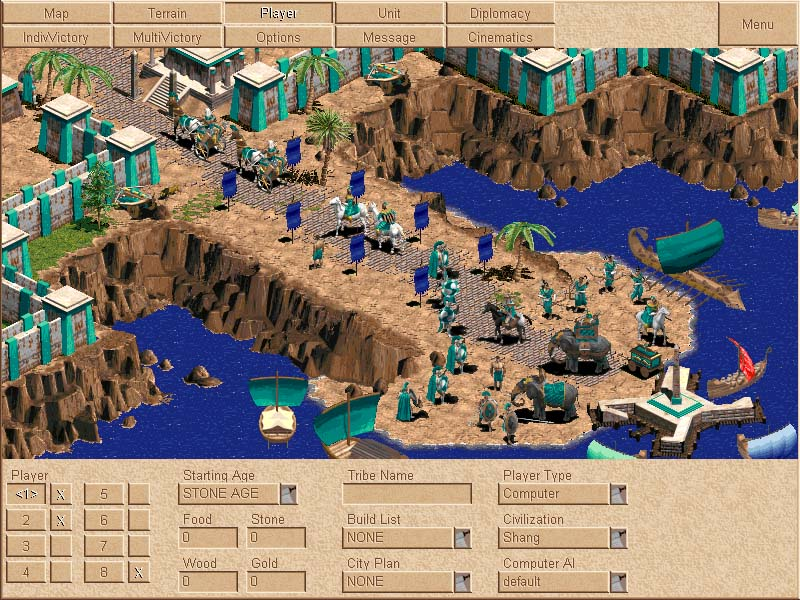 Map Terrain Player Unit Diplomacy Menu
IndivVictory MultiVictory Options Message Cinematics
Player Starting Age Tribe Name Player Type
<1> X 5 STONE AGE Computer
2 X 6 Food Stone Build List Civilization
3 7 0 0 NONE Shang
Wood Gold City Plan Computer AI
4 8 X 0 0 NONE default